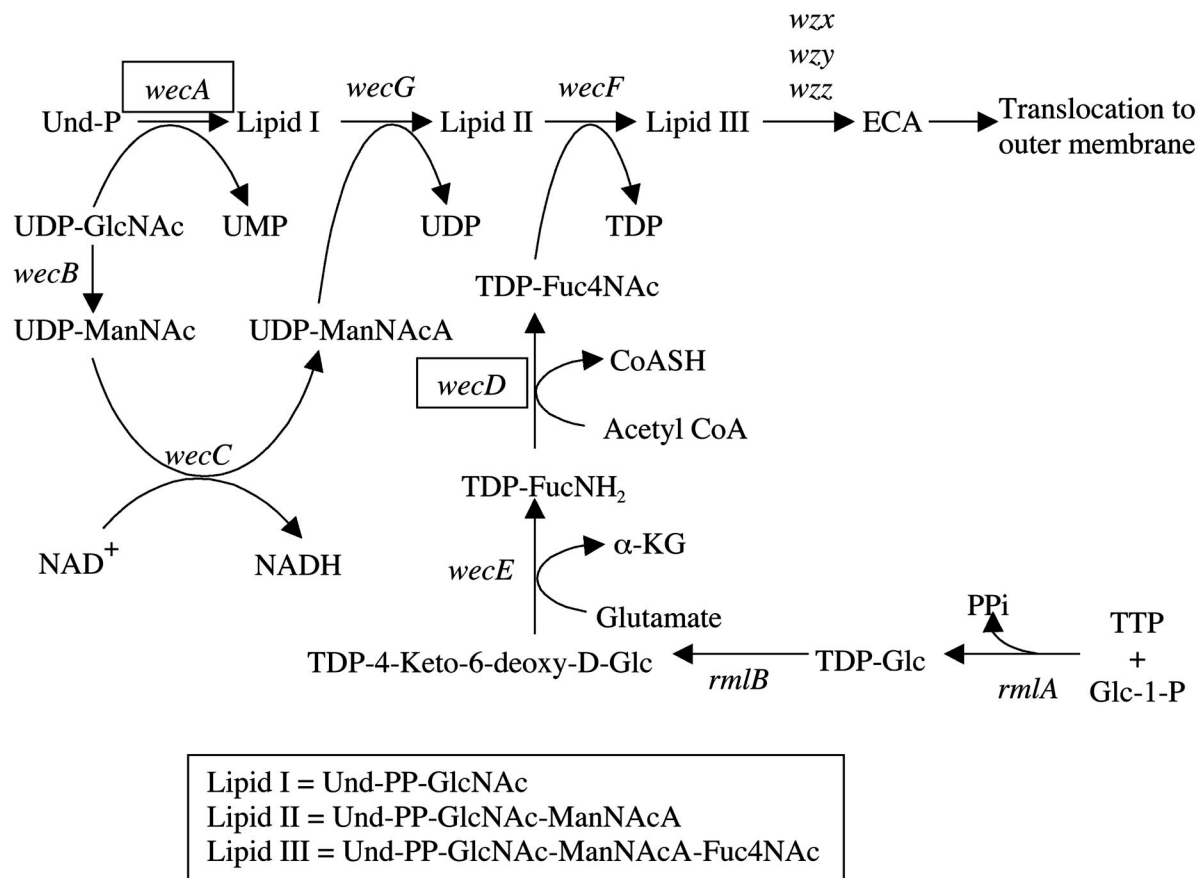 wzx
wzy
wzz
wecA
wecG
wecF
Und-P
Lipid I
Lipid II
Lipid III
ECA
Translocation to
outer membrane
UDP-GlcNAc
UMP
UDP
TDP
wecB
TDP-Fuc4NAc
UDP-ManNAc
UDP-ManNAcA
CoASH
wecD
Acetyl CoA
wecC
TDP-FucNH₂
NAD⁺
NADH
α-KG
wecE
Glutamate
PPi
TTP
+
Glc-1-P
TDP-4-Keto-6-deoxy-D-Glc
rmlB
TDP-Glc
rmlA
Lipid I = Und-PP-GlcNAc
Lipid II = Und-PP-GlcNAc-ManNAcA
Lipid III = Und-PP-GlcNAc-ManNAcA-Fuc4NAc